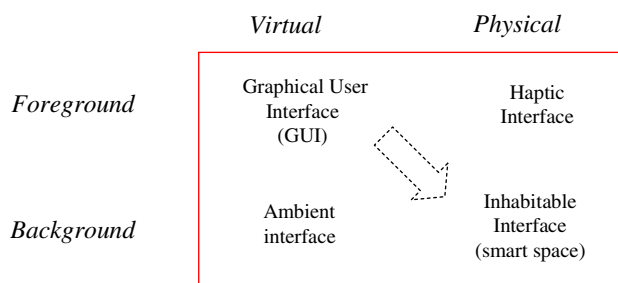 Virtual
Physical
Foreground
Graphical User
Interface
(GUI)
Haptic
Interface
Background
Ambient
interface
Inhabitable
Interface
(smart space)